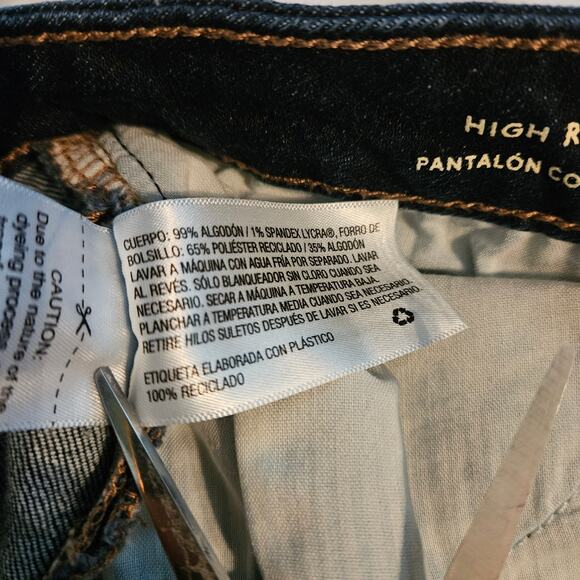 HIGH R
PANTALÓN CO
CUERPO: 99% ALGODÓN / 1% SPANDEX LYCRA®, FORRO DE
BOLSILLO: 65% POLIÉSTER RECICLADO / 35% ALGODÓN
LAVAR A MÁQUINA CON AGUA FRÍA POR SEPARADO. LAVAR
AL REVÉS. SÓLO BLANQUEADOR SIN CLORO CUANDO SEA
NECESARIO. SECAR A MÁQUINA A TEMPERATURA BAJA.
PLANCHAR A TEMPERATURA MEDIA CUANDO SEA NECESARIO.
RETIRE HILOS SULETOS DESPUÉS DE LAVAR SI ES NECESARIO.
ETIQUETA ELABORADA CON PLÁSTICO
100% RECICLADO
CAUTION:
Due to the nature of the
dyeing process